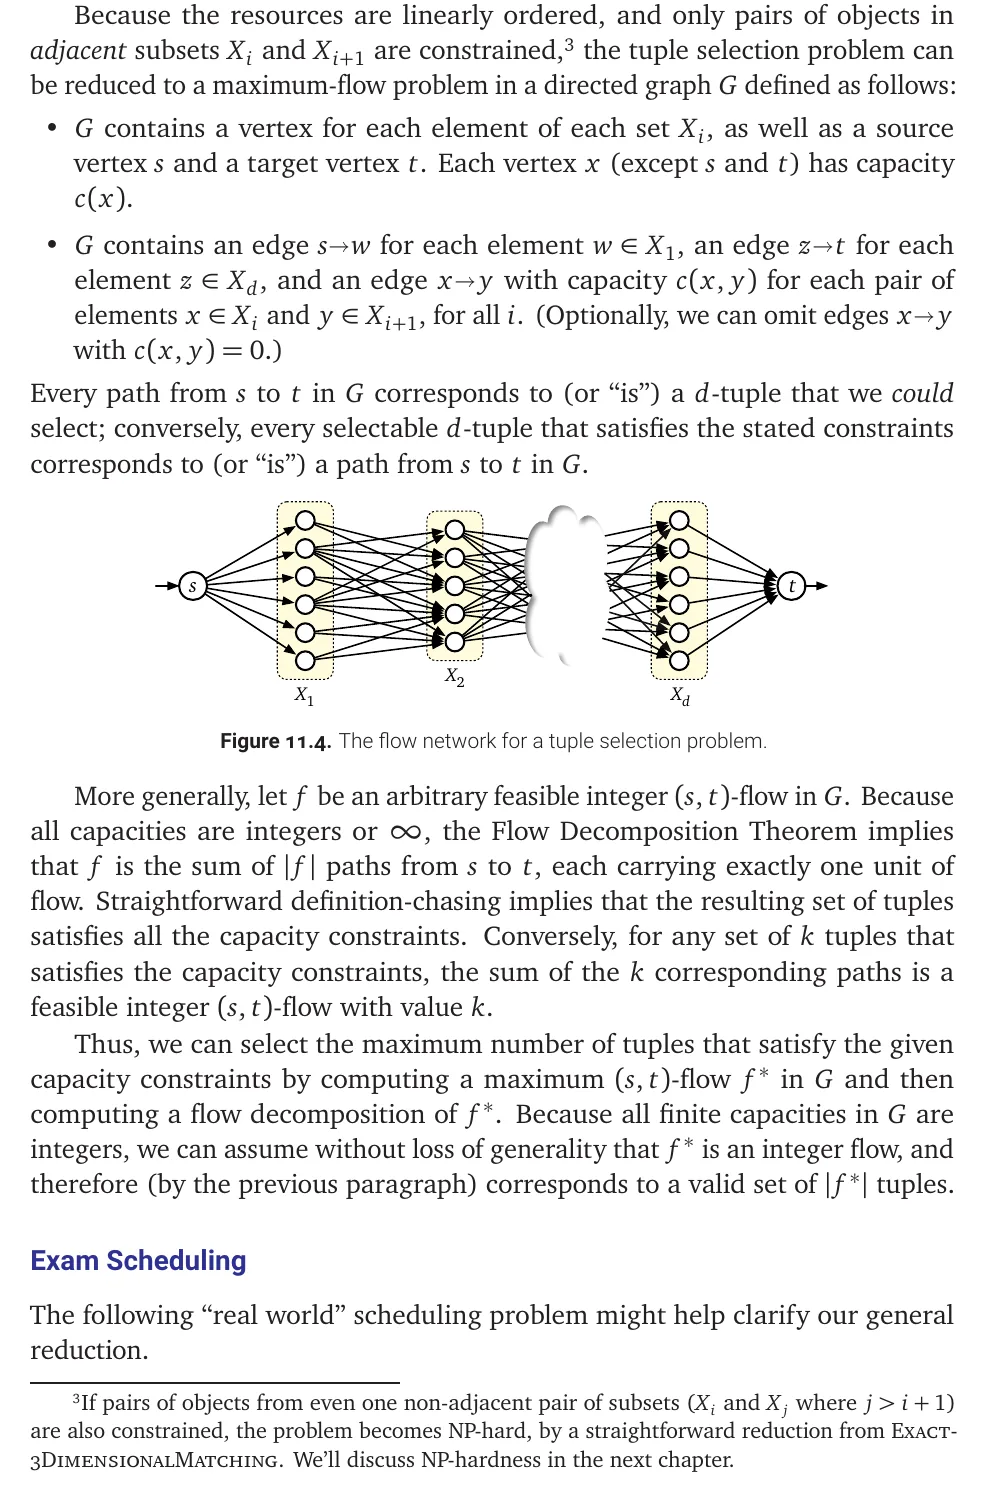 Because the resources are linearly ordered, and only pairs of objects in
adjacent subsets Xᵢ and Xᵢ₊₁ are constrained,³ the tuple selection problem can
be reduced to a maximum-flow problem in a directed graph G defined as follows:
• G contains a vertex for each element of each set Xᵢ, as well as a source
vertex s and a target vertex t. Each vertex x (except s and t) has capacity
c(x).
• G contains an edge s→w for each element w ∈ X₁, an edge z→t for each
element z ∈ X_d, and an edge x→y with capacity c(x, y) for each pair of
elements x ∈ Xᵢ and y ∈ Xᵢ₊₁, for all i. (Optionally, we can omit edges x→y
with c(x, y) = 0.)
Every path from s to t in G corresponds to (or “is”) a d-tuple that we could
select; conversely, every selectable d-tuple that satisfies the stated constraints
corresponds to (or “is”) a path from s to t in G.
s
t
X₁
X₂
X_d
Figure 11.4. The flow network for a tuple selection problem.
More generally, let f be an arbitrary feasible integer (s, t)-flow in G. Because
all capacities are integers or ∞, the Flow Decomposition Theorem implies
that f is the sum of |f| paths from s to t, each carrying exactly one unit of
flow. Straightforward definition-chasing implies that the resulting set of tuples
satisfies all the capacity constraints. Conversely, for any set of k tuples that
satisfies the capacity constraints, the sum of the k corresponding paths is a
feasible integer (s, t)-flow with value k.
Thus, we can select the maximum number of tuples that satisfy the given
capacity constraints by computing a maximum (s, t)-flow f* in G and then
computing a flow decomposition of f*. Because all finite capacities in G are
integers, we can assume without loss of generality that f* is an integer flow, and
therefore (by the previous paragraph) corresponds to a valid set of |f*| tuples.
Exam Scheduling
The following “real world” scheduling problem might help clarify our general
reduction.
³If pairs of objects from even one non-adjacent pair of subsets (Xᵢ and Xⱼ where j > i + 1)
are also constrained, the problem becomes NP-hard, by a straightforward reduction from EXACT-
3DIMENSIONALMATCHING. We’ll discuss NP-hardness in the next chapter.